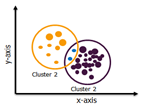 y-axis
Cluster 2
Cluster 2
x-axis